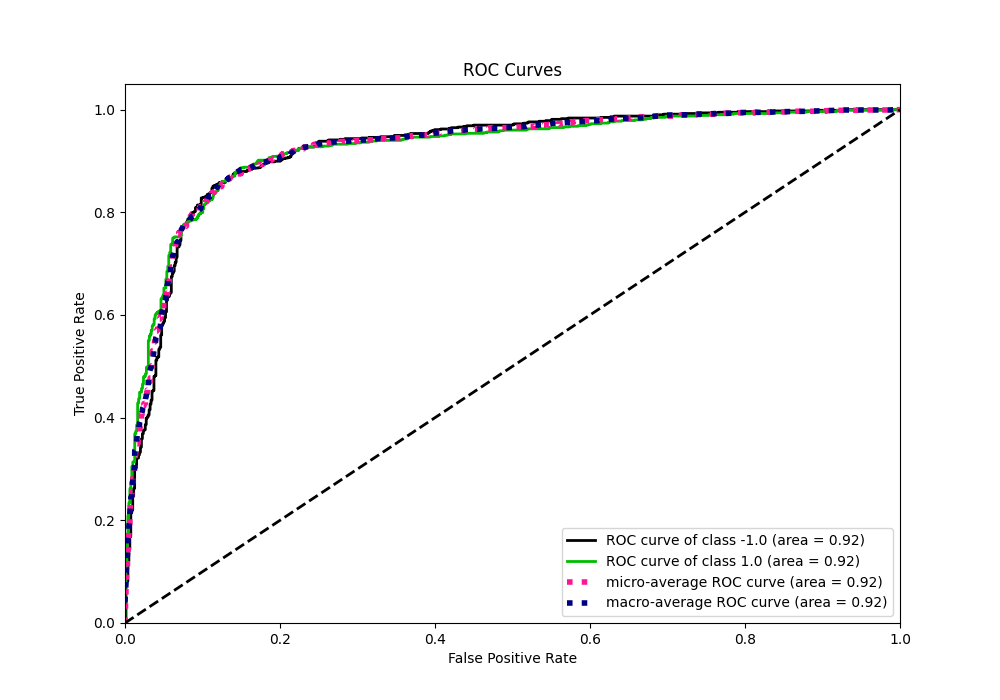 ROC Curves
True Positive Rate
1.0
0.8
0.6
0.4
0.2
0.0
0.0 0.2 0.4 0.6 0.8 1.0
False Positive Rate
ROC curve of class -1.0 (area = 0.92)
ROC curve of class 1.0 (area = 0.92)
micro-average ROC curve (area = 0.92)
macro-average ROC curve (area = 0.92)